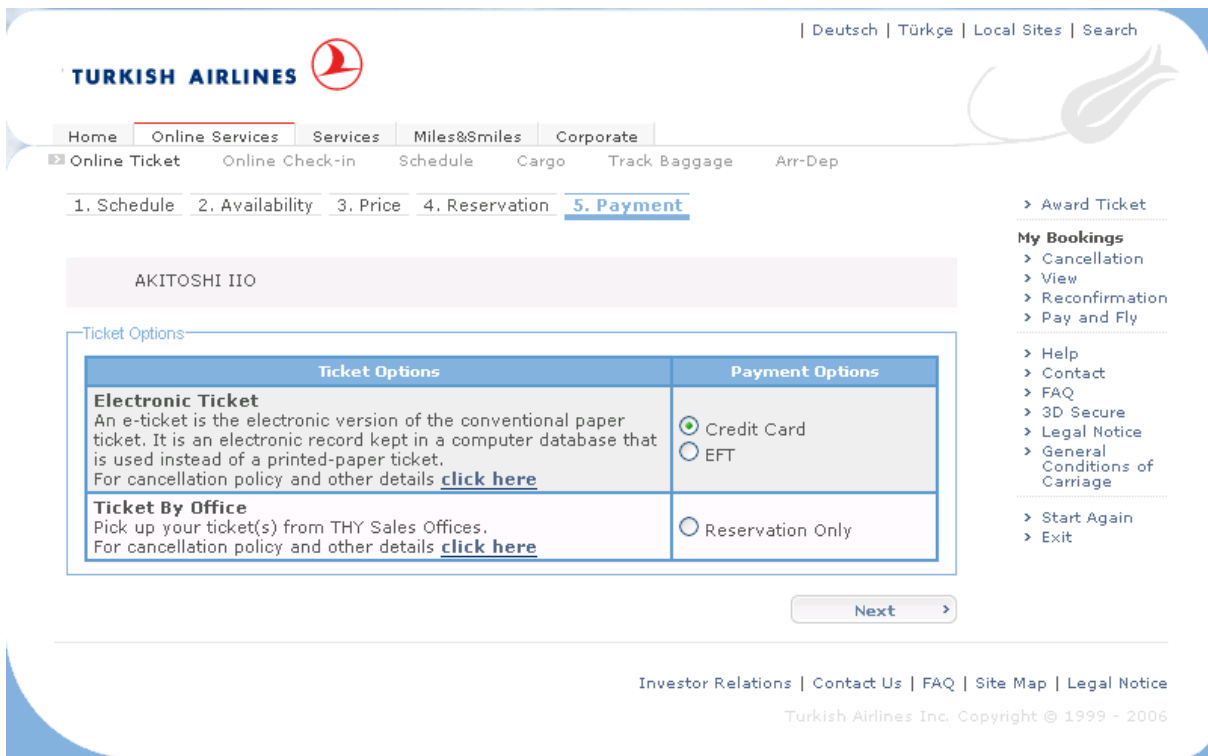 | Deutsch | Türkçe | Local Sites | Search
TURKISH AIRLINES
Home Online Services Services Miles&Smiles Corporate
Online Ticket Online Check-in Schedule Cargo Track Baggage Arr-Dep
1. Schedule 2. Availability 3. Price 4. Reservation 5. Payment
AKITOSHI IIO
Ticket Options
Ticket Options Payment Options
Electronic Ticket
An e-ticket is the electronic version of the conventional paper
ticket. It is an electronic record kept in a computer database that
is used instead of a printed-paper ticket.
For cancellation policy and other details click here
Credit Card
EFT
Ticket By Office
Pick up your ticket(s) from THY Sales Offices.
For cancellation policy and other details click here
Reservation Only
Next
Award Ticket
My Bookings
Cancellation
View
Reconfirmation
Pay and Fly
Help
Contact
FAQ
3D Secure
Legal Notice
General
Conditions of
Carriage
Start Again
Exit
Investor Relations | Contact Us | FAQ | Site Map | Legal Notice
Turkish Airlines Inc. Copyright © 1999 - 2006